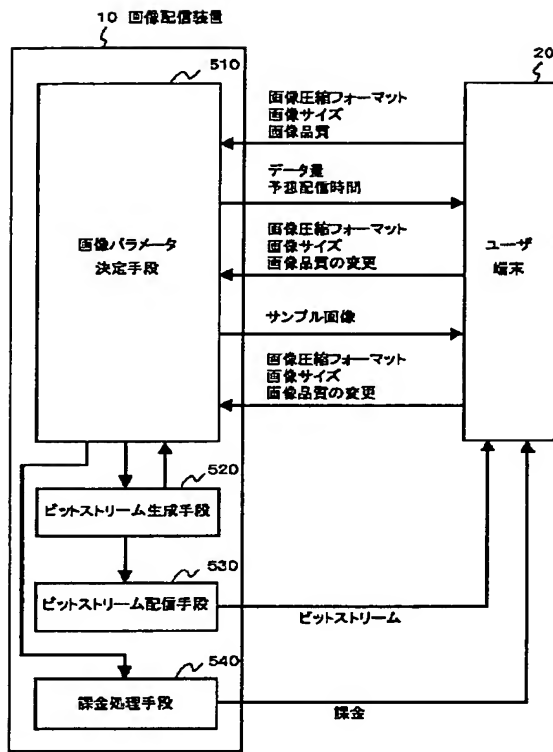 10 画像配信装置
510
20
画像圧縮フォーマット
画像サイズ
画像品質
データ量
予想配信時間
画像パラメータ
決定手段
画像圧縮フォーマット
画像サイズ
画像品質の変更
ユーザ
端末
サンプル画像
画像圧縮フォーマット
画像サイズ
画像品質の変更
520
ビットストリーム生成手段
530
ビットストリーム配信手段
ビットストリーム
540
課金処理手段
課金